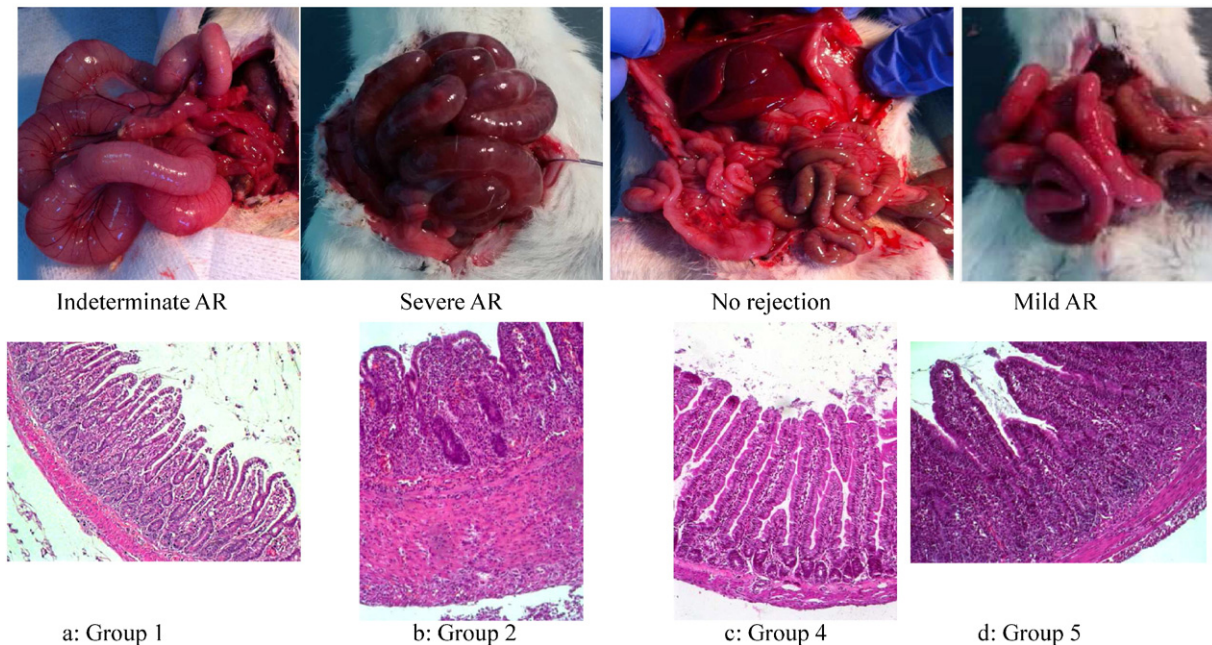 Indeterminate AR
Severe AR
No rejection
Mild AR
a: Group 1
b: Group 2
c: Group 4
d: Group 5